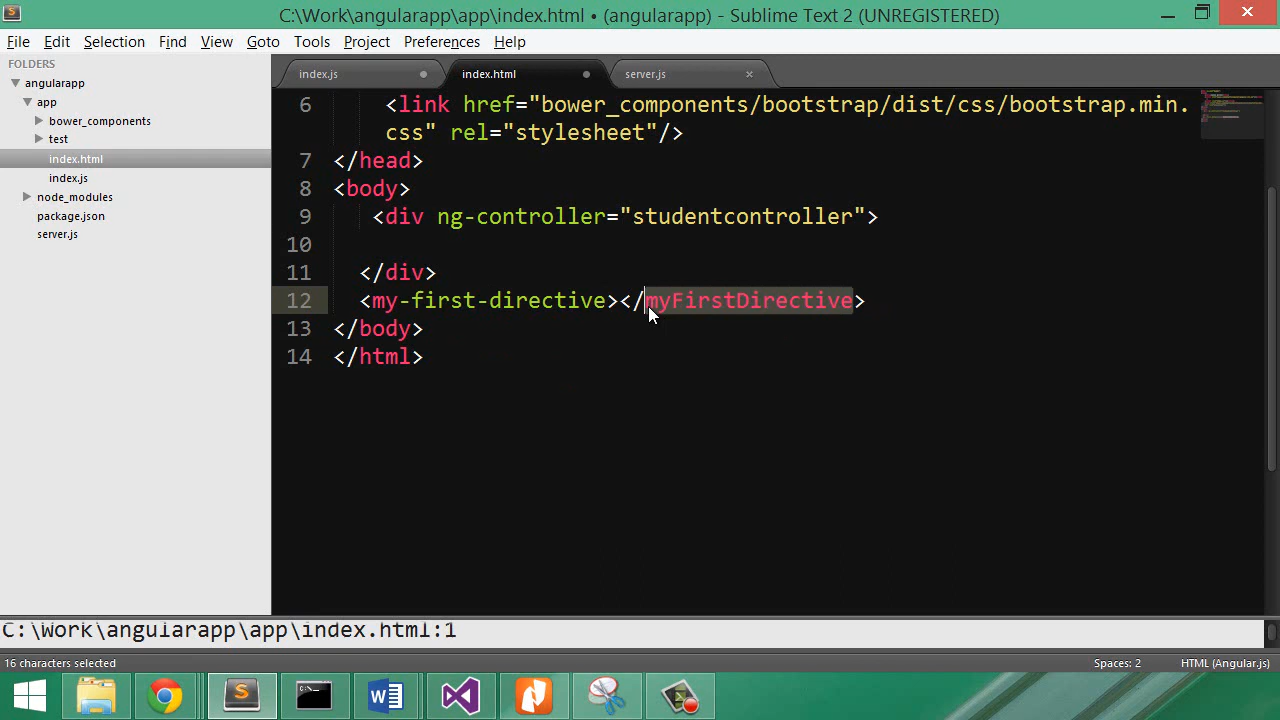 C:\Work\angularapp\app\index.html • (angularapp) - Sublime Text 2 (UNREGISTERED)
File Edit Selection Find View Goto Tools Project Preferences Help
FOLDERS
angularapp
app
bower_components
test
index.html
index.js
node_modules
package.json
server.js
index.js index.html server.js
6 <link href="bower_components/bootstrap/dist/css/bootstrap.min.
css" rel="stylesheet"/>
7 </head>
8 <body>
9 <div ng-controller="studentcontroller">
10
11 </div>
12 <my-first-directive></myFirstDirective>
13 </body>
14 </html>
C:\Work\angularapp\app\index.html:1
16 characters selected Spaces: 2 HTML (Angular.js)